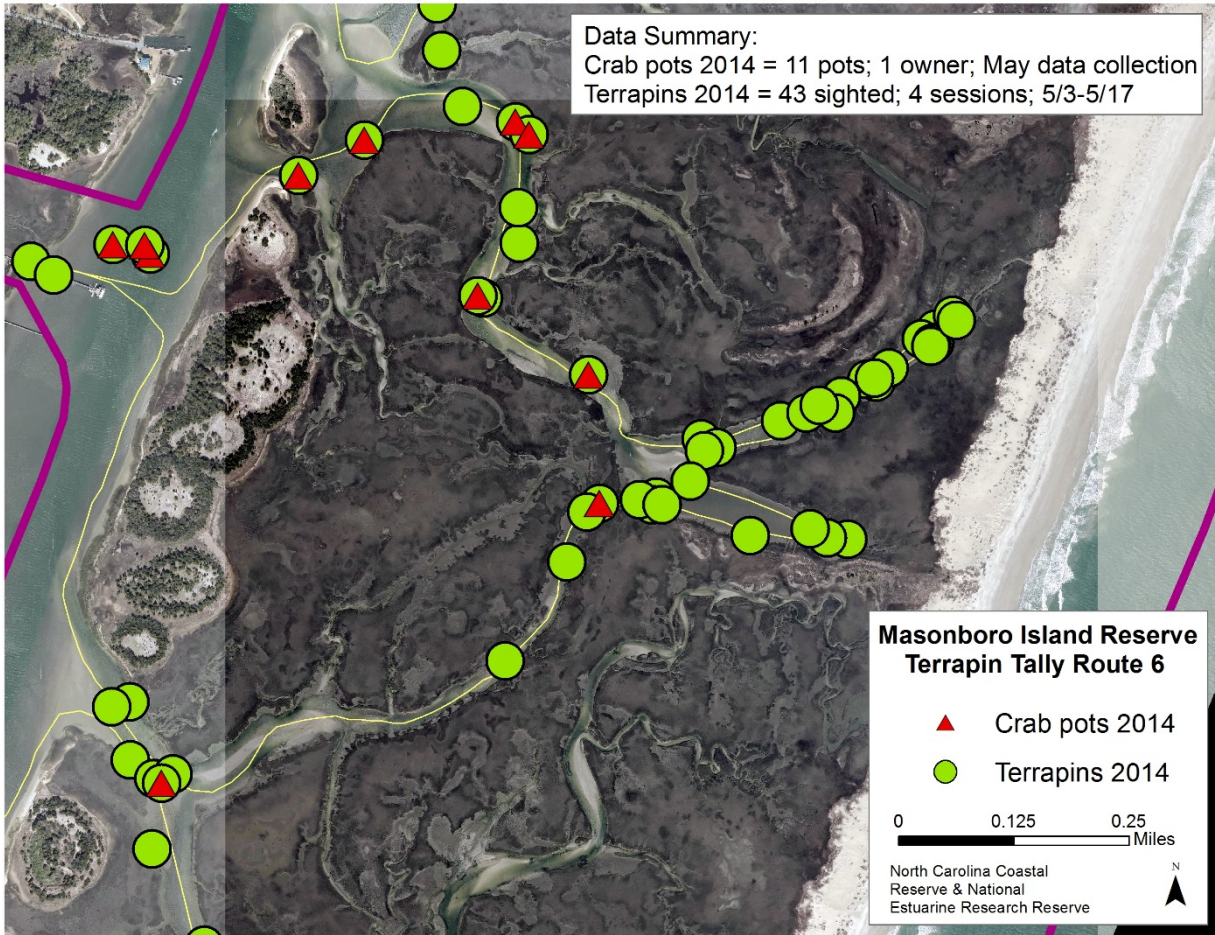 Data Summary:
Crab pots 2014 = 11 pots; 1 owner; May data collection
Terrapins 2014 = 43 sighted; 4 sessions; 5/3-5/17
Masonboro Island Reserve
Terrapin Tally Route 6
Crab pots 2014
Terrapins 2014
0 0.125 0.25
Miles
North Carolina Coastal
Reserve & National
Estuarine Research Reserve
N